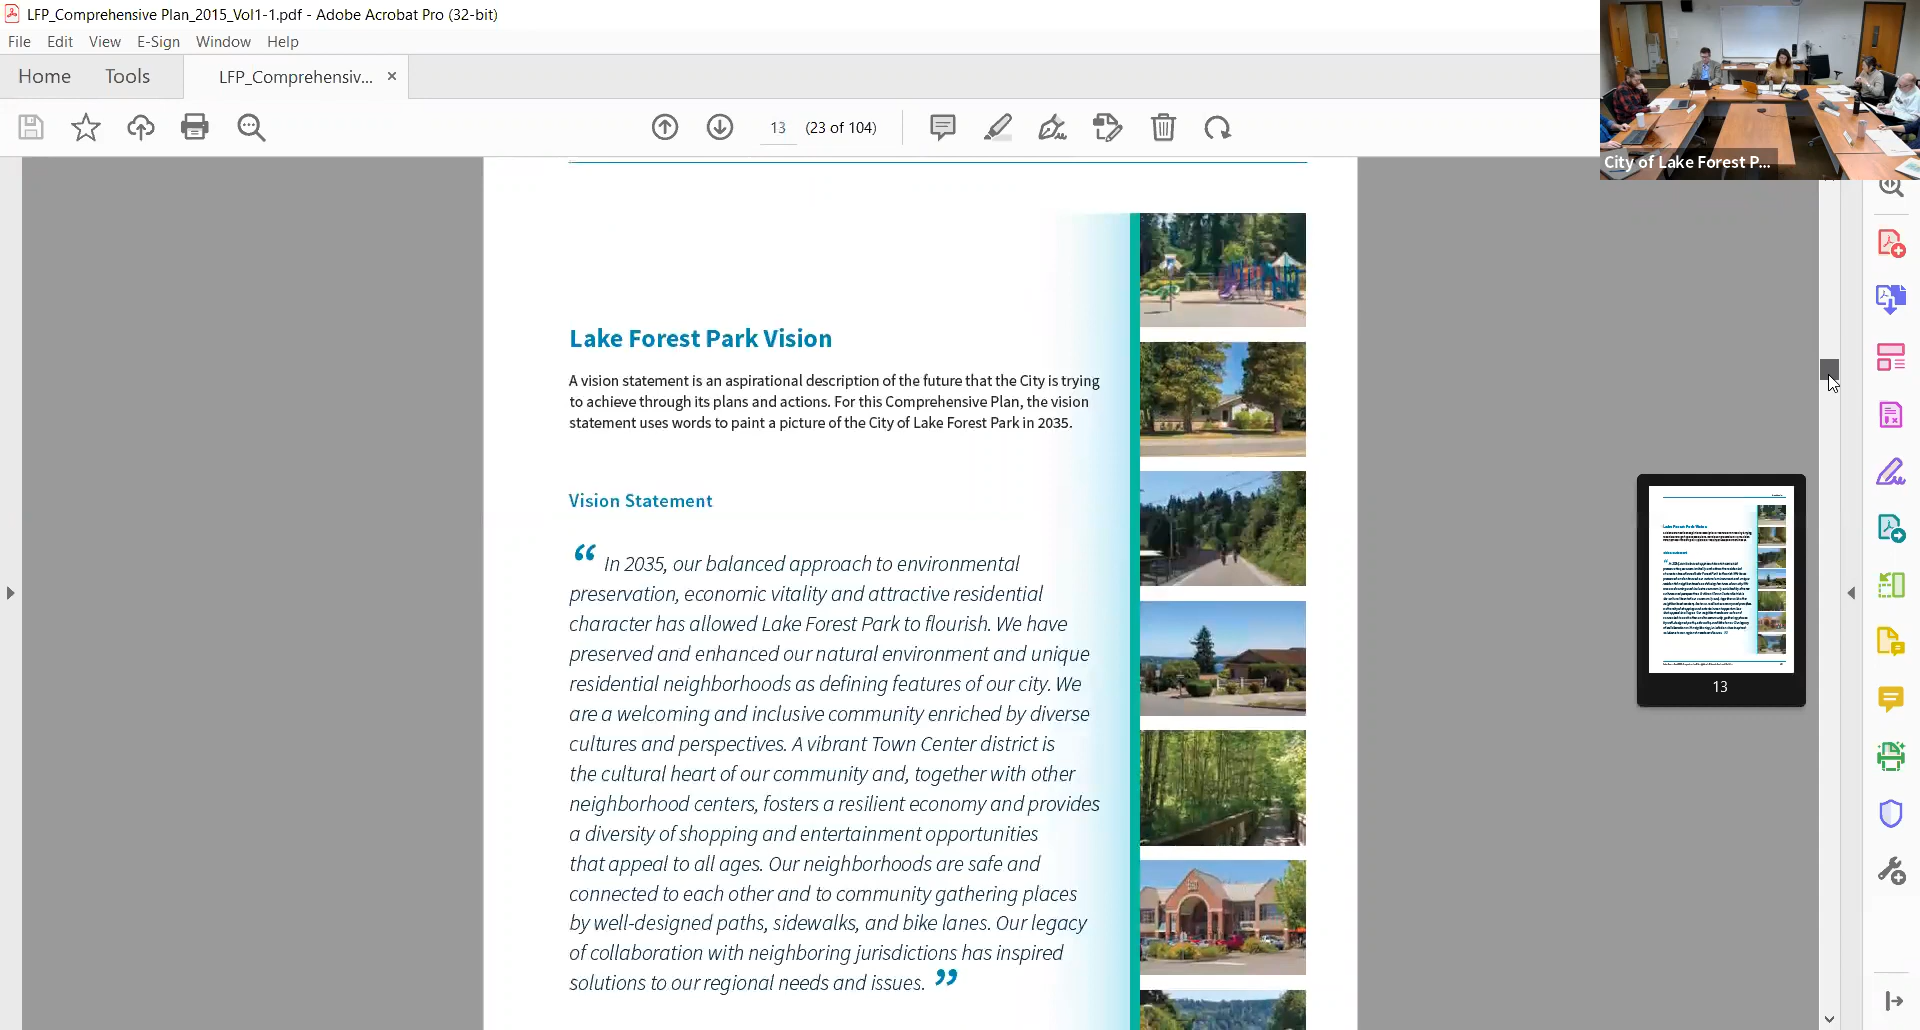 LFP_Comprehensive Plan_2015_Vol1-1.pdf - Adobe Acrobat Pro (32-bit)
File Edit View E-Sign Window Help
Home Tools LFP_Comprehensiv... ×
13 (23 of 104)
City of Lake Forest P...
Lake Forest Park Vision
A vision statement is an aspirational description of the future that the City is trying
to achieve through its plans and actions. For this Comprehensive Plan, the vision
statement uses words to paint a picture of the City of Lake Forest Park in 2035.
Vision Statement
“ In 2035, our balanced approach to environmental
preservation, economic vitality and attractive residential
character has allowed Lake Forest Park to flourish. We have
preserved and enhanced our natural environment and unique
residential neighborhoods as defining features of our city. We
are a welcoming and inclusive community enriched by diverse
cultures and perspectives. A vibrant Town Center district is
the cultural heart of our community and, together with other
neighborhood centers, fosters a resilient economy and provides
a diversity of shopping and entertainment opportunities
that appeal to all ages. Our neighborhoods are safe and
connected to each other and to community gathering places
by well-designed paths, sidewalks, and bike lanes. Our legacy
of collaboration with neighboring jurisdictions has inspired
solutions to our regional needs and issues. ”
13